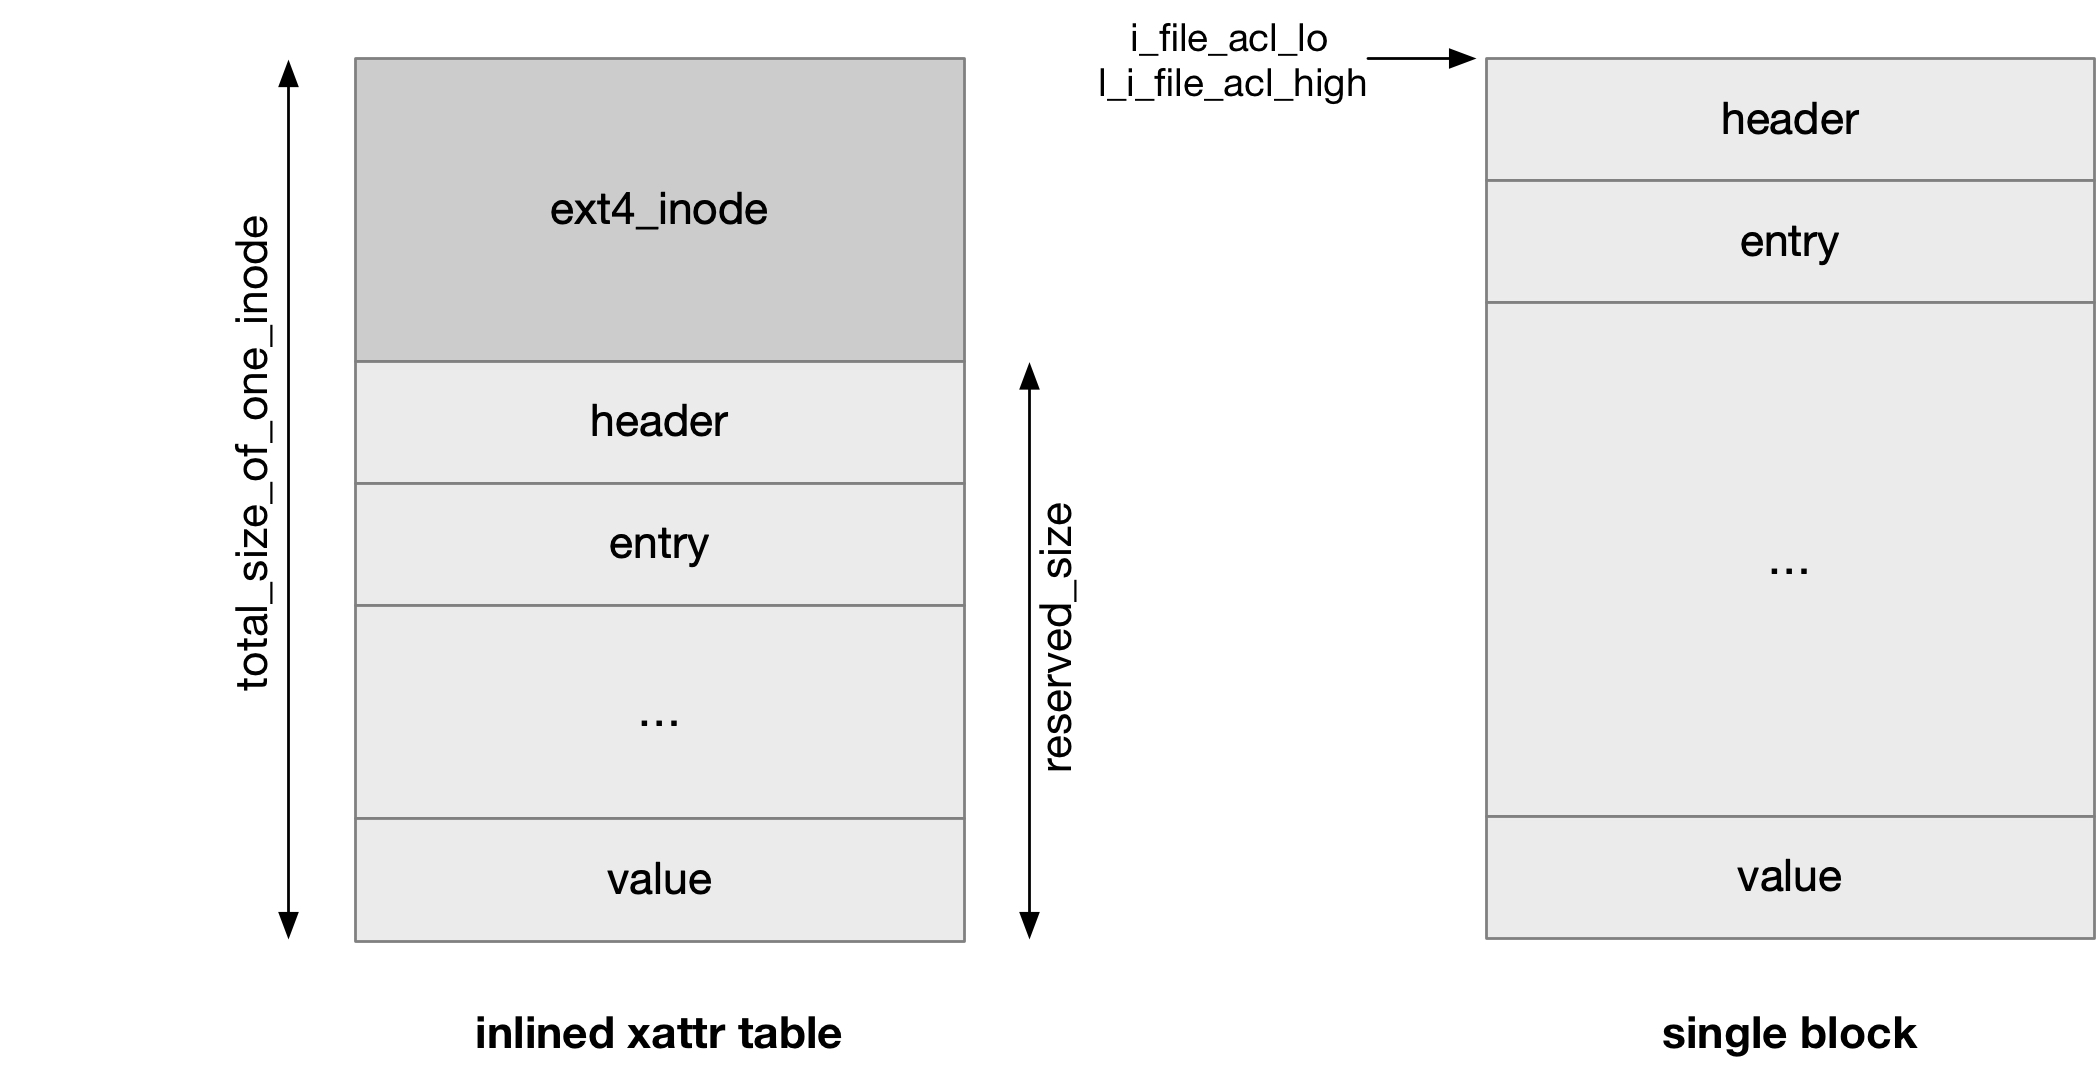 total_size_of_one_inode
ext4_inode
header
entry
...
value
reserved_size
inlined xattr table
i_file_acl_lo
l_i_file_acl_high
header
entry
...
value
single block